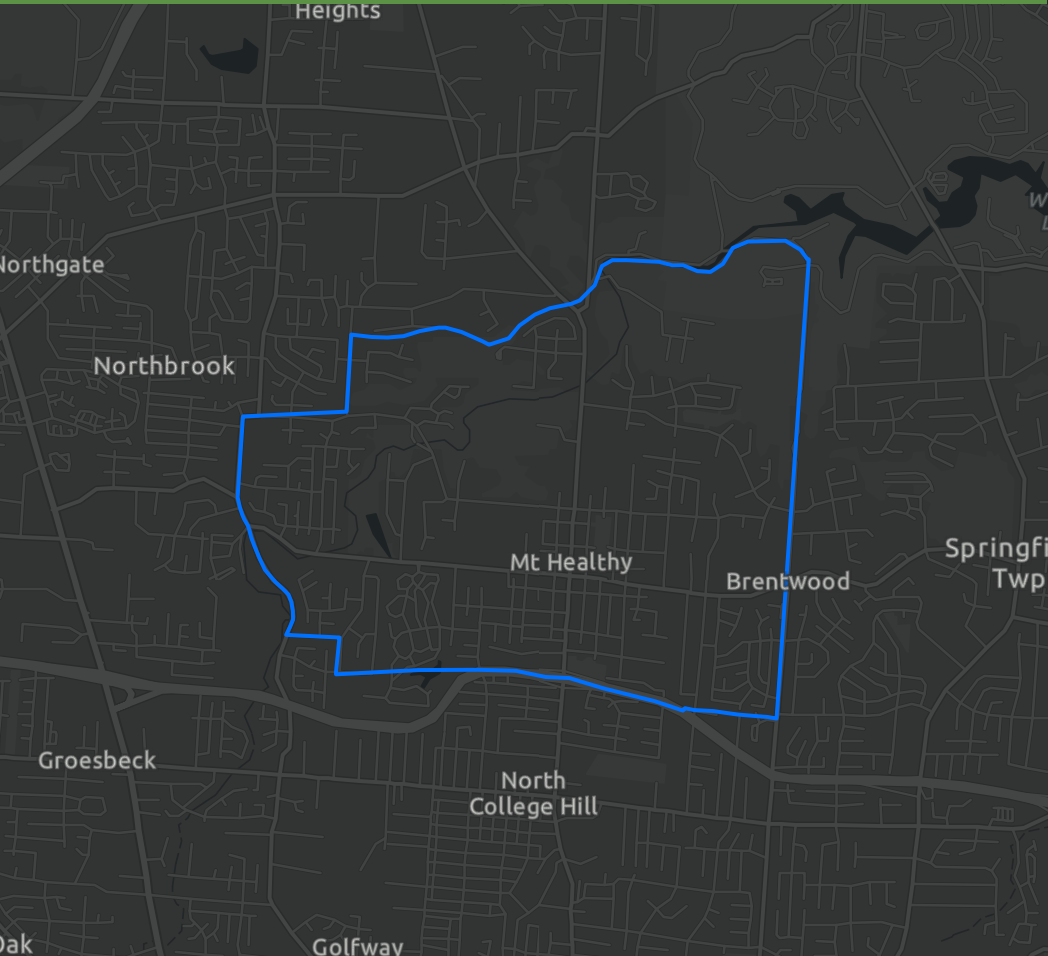 Heights
W
L
Northgate
Northbrook
Mt Healthy
Springfi
Twp
Brentwood
Groesbeck
North
College Hill
Oak
Golfway